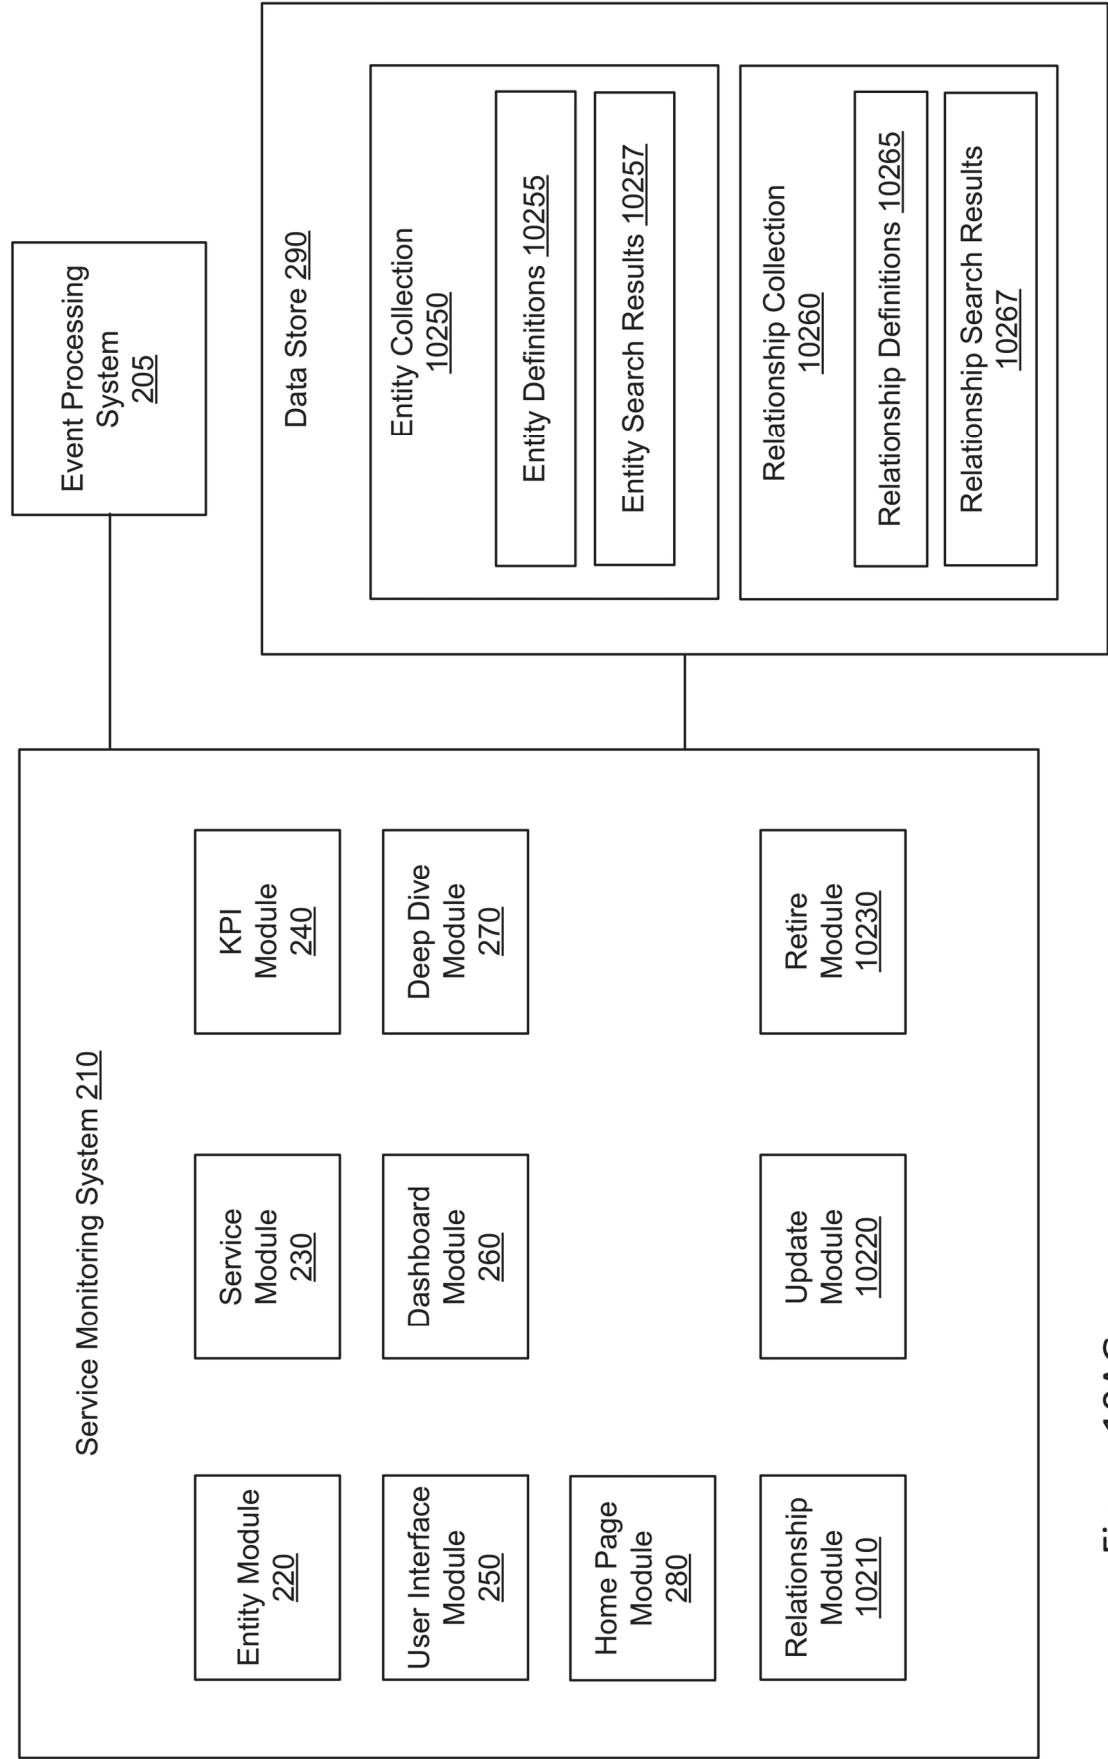 Service Monitoring System 210
Entity Module
220
Service
Module
230
KPI
Module
240
User Interface
Module
250
Dashboard
Module
260
Deep Dive
Module
270
Home Page
Module
280
Relationship
Module
10210
Update
Module
10220
Retire
Module
10230
Event Processing
System
205
Data Store 290
Entity Collection
10250
Entity Definitions 10255
Entity Search Results 10257
Relationship Collection
10260
Relationship Definitions 10265
Relationship Search Results
10267